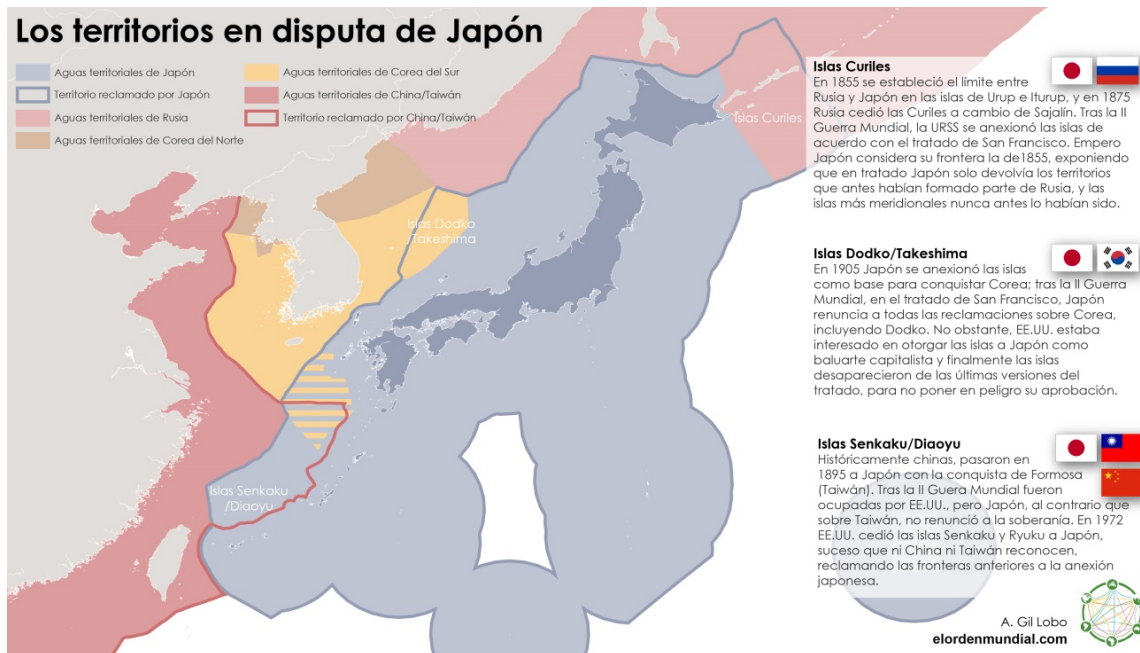 Los territorios en disputa de Japón
Aguas territoriales de Japón
Territorio reclamado por Japón
Aguas territoriales de Rusia
Aguas territoriales de Corea del Norte
Aguas territoriales de Corea del Sur
Aguas territoriales de China/Taiwán
Territorio reclamado por China/Taiwán
Islas Curiles
Islas Dodko
/Takeshima
Islas Senkaku
/Diaoyu
Islas Curiles
En 1855 se estableció el límite entre
Rusia y Japón en las islas de Urup e Iturup, y en 1875
Rusia cedió las Curiles a cambio de Sajalín. Tras la II
Guerra Mundial, la URSS se anexionó las islas de
acuerdo con el tratado de San Francisco. Empero
Japón considera su frontera la de1855, exponiendo
que en tratado Japón solo devolvía los territorios
que antes habían formado parte de Rusia, y las
islas más meridionales nunca antes lo habían sido.
Islas Dodko/Takeshima
En 1905 Japón se anexionó las islas
como base para conquistar Corea; tras la II Guerra
Mundial, en el tratado de San Francisco, Japón
renuncia a todas las reclamaciones sobre Corea,
incluyendo Dodko. No obstante, EE.UU. estaba
interesado en otorgar las islas a Japón como
baluarte capitalista y finalmente las islas
desaparecieron de las últimas versiones del
tratado, para no poner en peligro su aprobación.
Islas Senkaku/Diaoyu
Históricamente chinas, pasaron en
1895 a Japón con la conquista de Formosa
(Taiwán). Tras la II Guera Mundial fueron
ocupadas por EE.UU., pero Japón, al contrario que
sobre Taiwán, no renunció a la soberanía. En 1972
EE.UU. cedió las islas Senkaku y Ryuku a Japón,
suceso que ni China ni Taiwán reconocen,
reclamando las fronteras anteriores a la anexión
japonesa.
A. Gil Lobo
elordenmundial.com